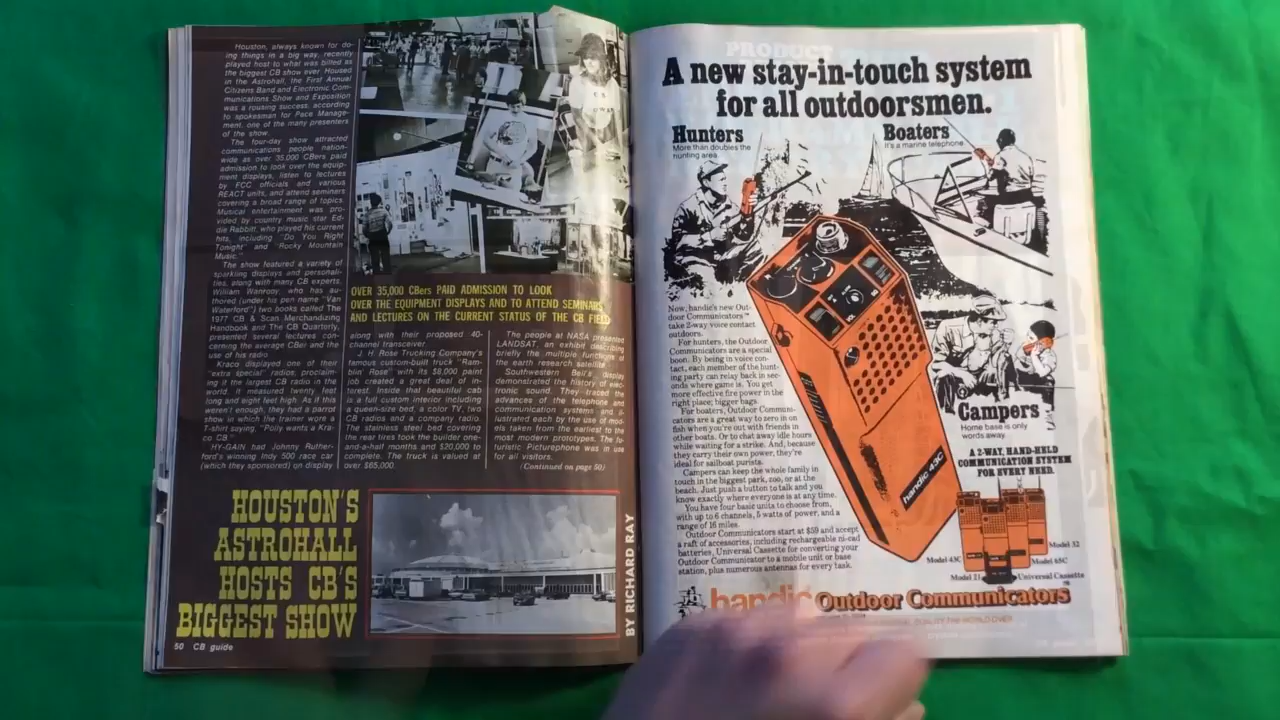 Houston, always known for do-
ing things in a big way, recently
played host to what was billed as
the biggest CB show ever. Housed
in the Astrohall, the First Annual
Citizens Band and Electronic Com-
munications Show and Exposition
was a rousing success, according
to spokesman for Pace Manage-
ment, one of the many presenters
of the show.
The four-day show attracted
communications people nation-
wide as over 35,000 CBers paid
admission to look over the equip-
ment displays, listen to lectures
by FCC officials and various
REACT units, and attend seminers
covering a broad range of topics.
Musical entertainment was pro-
vided by country music star Ed-
die Rabbitt, who played his current
hits, including "Do You Right
Tonight" and "Rocky Mountain
Music."
The show featured a variety of
sparkling displays and personali-
ties, along with many CB experts.
William Wanrooy, who has au-
thored (under his pen name "Van
Waterford") two books called The
1977 CB & Scan Merchandizing
Handbook and The CB Quarterly,
presented several lectures con-
cerning the average CBer and the
use of his radio.
Kraco displayed one of their
"extra special" radios, proclaim-
ing it the largest CB radio in the
world. It measured twenty feet
long and eight feet high. As if this
weren't enough, they had a parrot
show in which the trainer wore a
T-shirt saying, "Polly wants a Kra-
co CB."
HY-GAIN had Johnny Ruther-
ford's winning Indy 500 race car
(which they sponsored) on display
OVER 35,000 CBers PAID ADMISSION TO LOOK
OVER THE EQUIPMENT DISPLAYS AND TO ATTEND SEMINARS
AND LECTURES ON THE CURRENT STATUS OF THE CB FIELD
along with their proposed 40-
channel transceiver.
J. H. Rose Trucking Company's
famous custom-built truck "Ram-
blin' Rose" with its $8,000 paint
job created a great deal of in-
terest. Inside that beautiful cab
is a full custom interior including
a queen-size bed, a color TV, two
CB radios and a company radio.
The stainless steel bed covering
the rear tires took the builder one-
and-a-half months and $20,000 to
complete. The truck is valued at
over $65,000.
The people at NASA presented
LANDSAT, an exhibit describing
briefly the multiple functions of
the earth research satellite.
Southwestern Bell's display
demonstrated the history of elec-
tronic sound. They traced the
advances of the telephone and
communication systems and il-
lustrated each by the use of mod-
els taken from the earliest to the
most modern prototypes. The fu-
turistic Picturephone was in use
for all visitors.
(Continued on page 50)
HOUSTON'S
ASTROHALL
HOSTS CB'S
BIGGEST SHOW
BY RICHARD RAY
50 CB guide
A new stay-in-touch system
for all outdoorsmen.
Hunters
More than doubles the
hunting area.
Boaters
It's a marine telephone
Now, handic's new Out-
door Communicators™
take 2-way voice contact
outdoors.
For hunters, the Outdoor
Communicators are a special
boon. By being in voice con-
tact, each member of the hunt-
ing party can relay back in sec-
onds where game is. You get
more effective fire power in the
right place; bigger bags.
For boaters, Outdoor Communi-
cators are a great way to zero in on
fish when you're out with friends in
other boats. Or to chat away idle hours
while waiting for a strike. And, because
they carry their own power, they're
ideal for sailboat purists.
Campers can keep the whole family in
touch in the biggest park, zoo, or at the
beach. Just push a button to talk and you
know exactly where everyone is at any time.
You have four basic units to choose from,
with up to 6 channels, 5 watts of power, and a
range of 16 miles.
Outdoor Communicators start at $59 and accept
a raft of accessories, including rechargeable ni-cad
batteries, Universal Cassette for converting your
Outdoor Communicator to a mobile unit or base
station, plus numerous antennas for every task.
handic 43C
Campers
Home base is only
words away.
A 2-WAY, HAND-HELD
COMMUNICATION SYSTEM
FOR EVERY NEED.
Model 32
Model 43C
Model 65C
Model 21
Universal Cassette
handic Outdoor Communicators